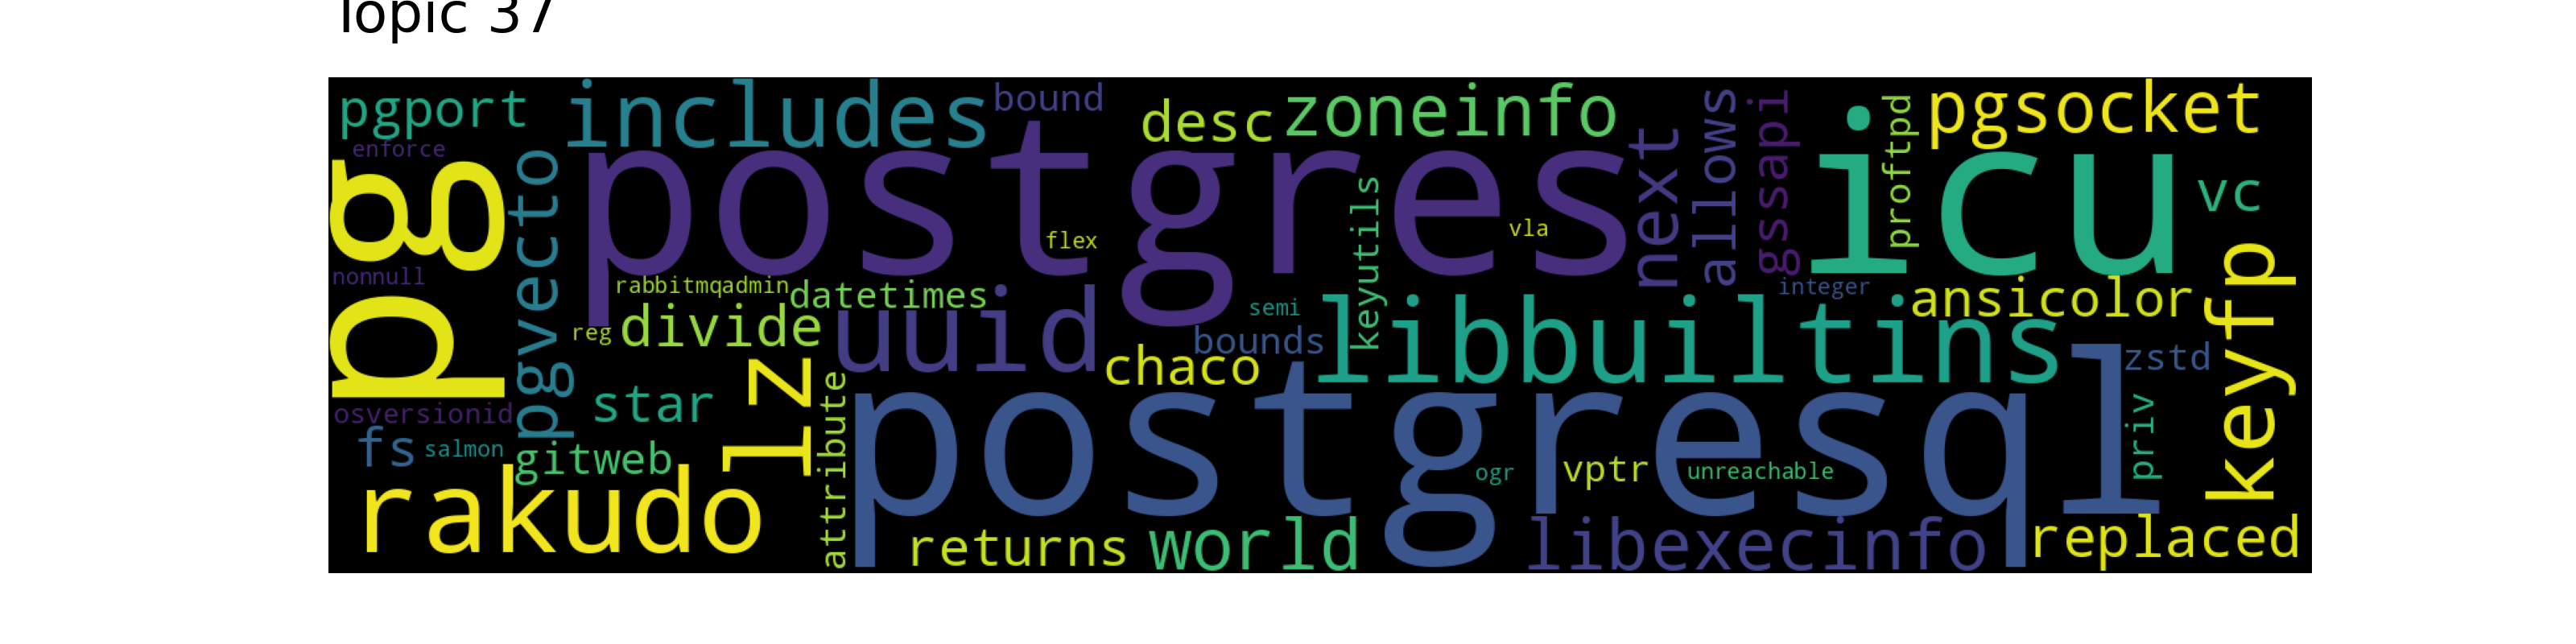 Topic 37
pgport
includes
bound
desc
zoneinfo
next
allows
gssapi
proftpd
pgsocket
enforce
pg
pgvecto
postgres
icu
vc
keyutils
flex
vla
nonnull
rabbitmqadmin
datetimes
integer
ansicolor
keyfp
reg
divide
uuid
semi
bounds
libbuiltins
chaco
zstd
osversionid
star
lz
attribute
postgresql
priv
fs
salmon
gitweb
ogr
vptr
unreachable
rakudo
returns
world
libexecinfo
replaced